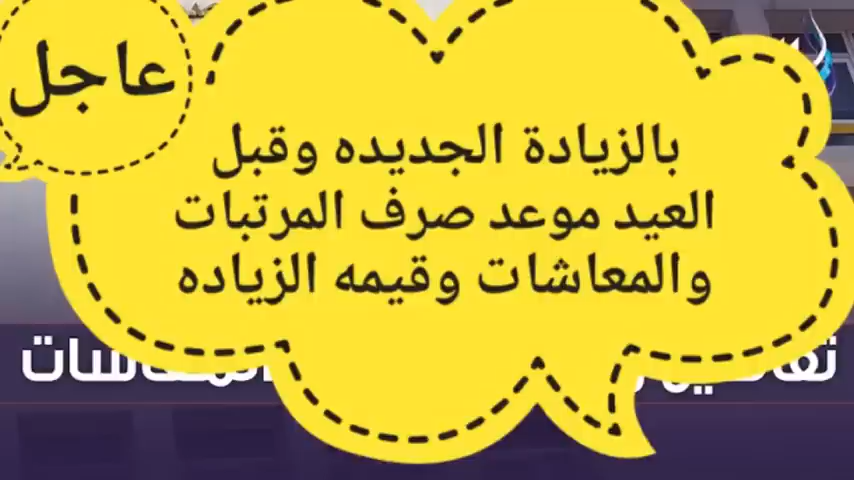 عاجل
بالزيادة الجديده وقبل
العيد موعد صرف المرتبات
والمعاشات وقيمه الزياده